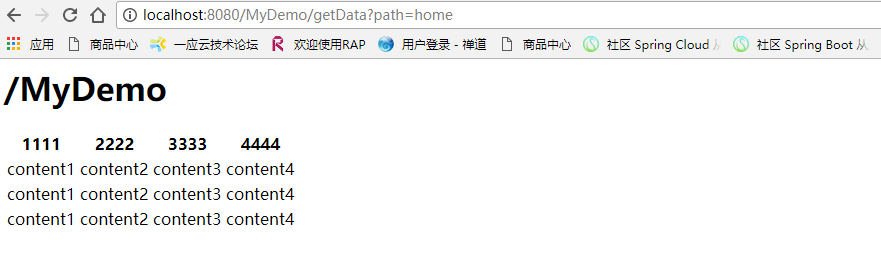 localhost:8080/MyDemo/getData?path=home
应用 商品中心 一应云技术论坛 欢迎使用RAP 用户登录 - 禅道 商品中心 社区 Spring Cloud 社区 Spring Boot 从
/MyDemo
1111 2222 3333 4444
content1 content2 content3 content4
content1 content2 content3 content4
content1 content2 content3 content4